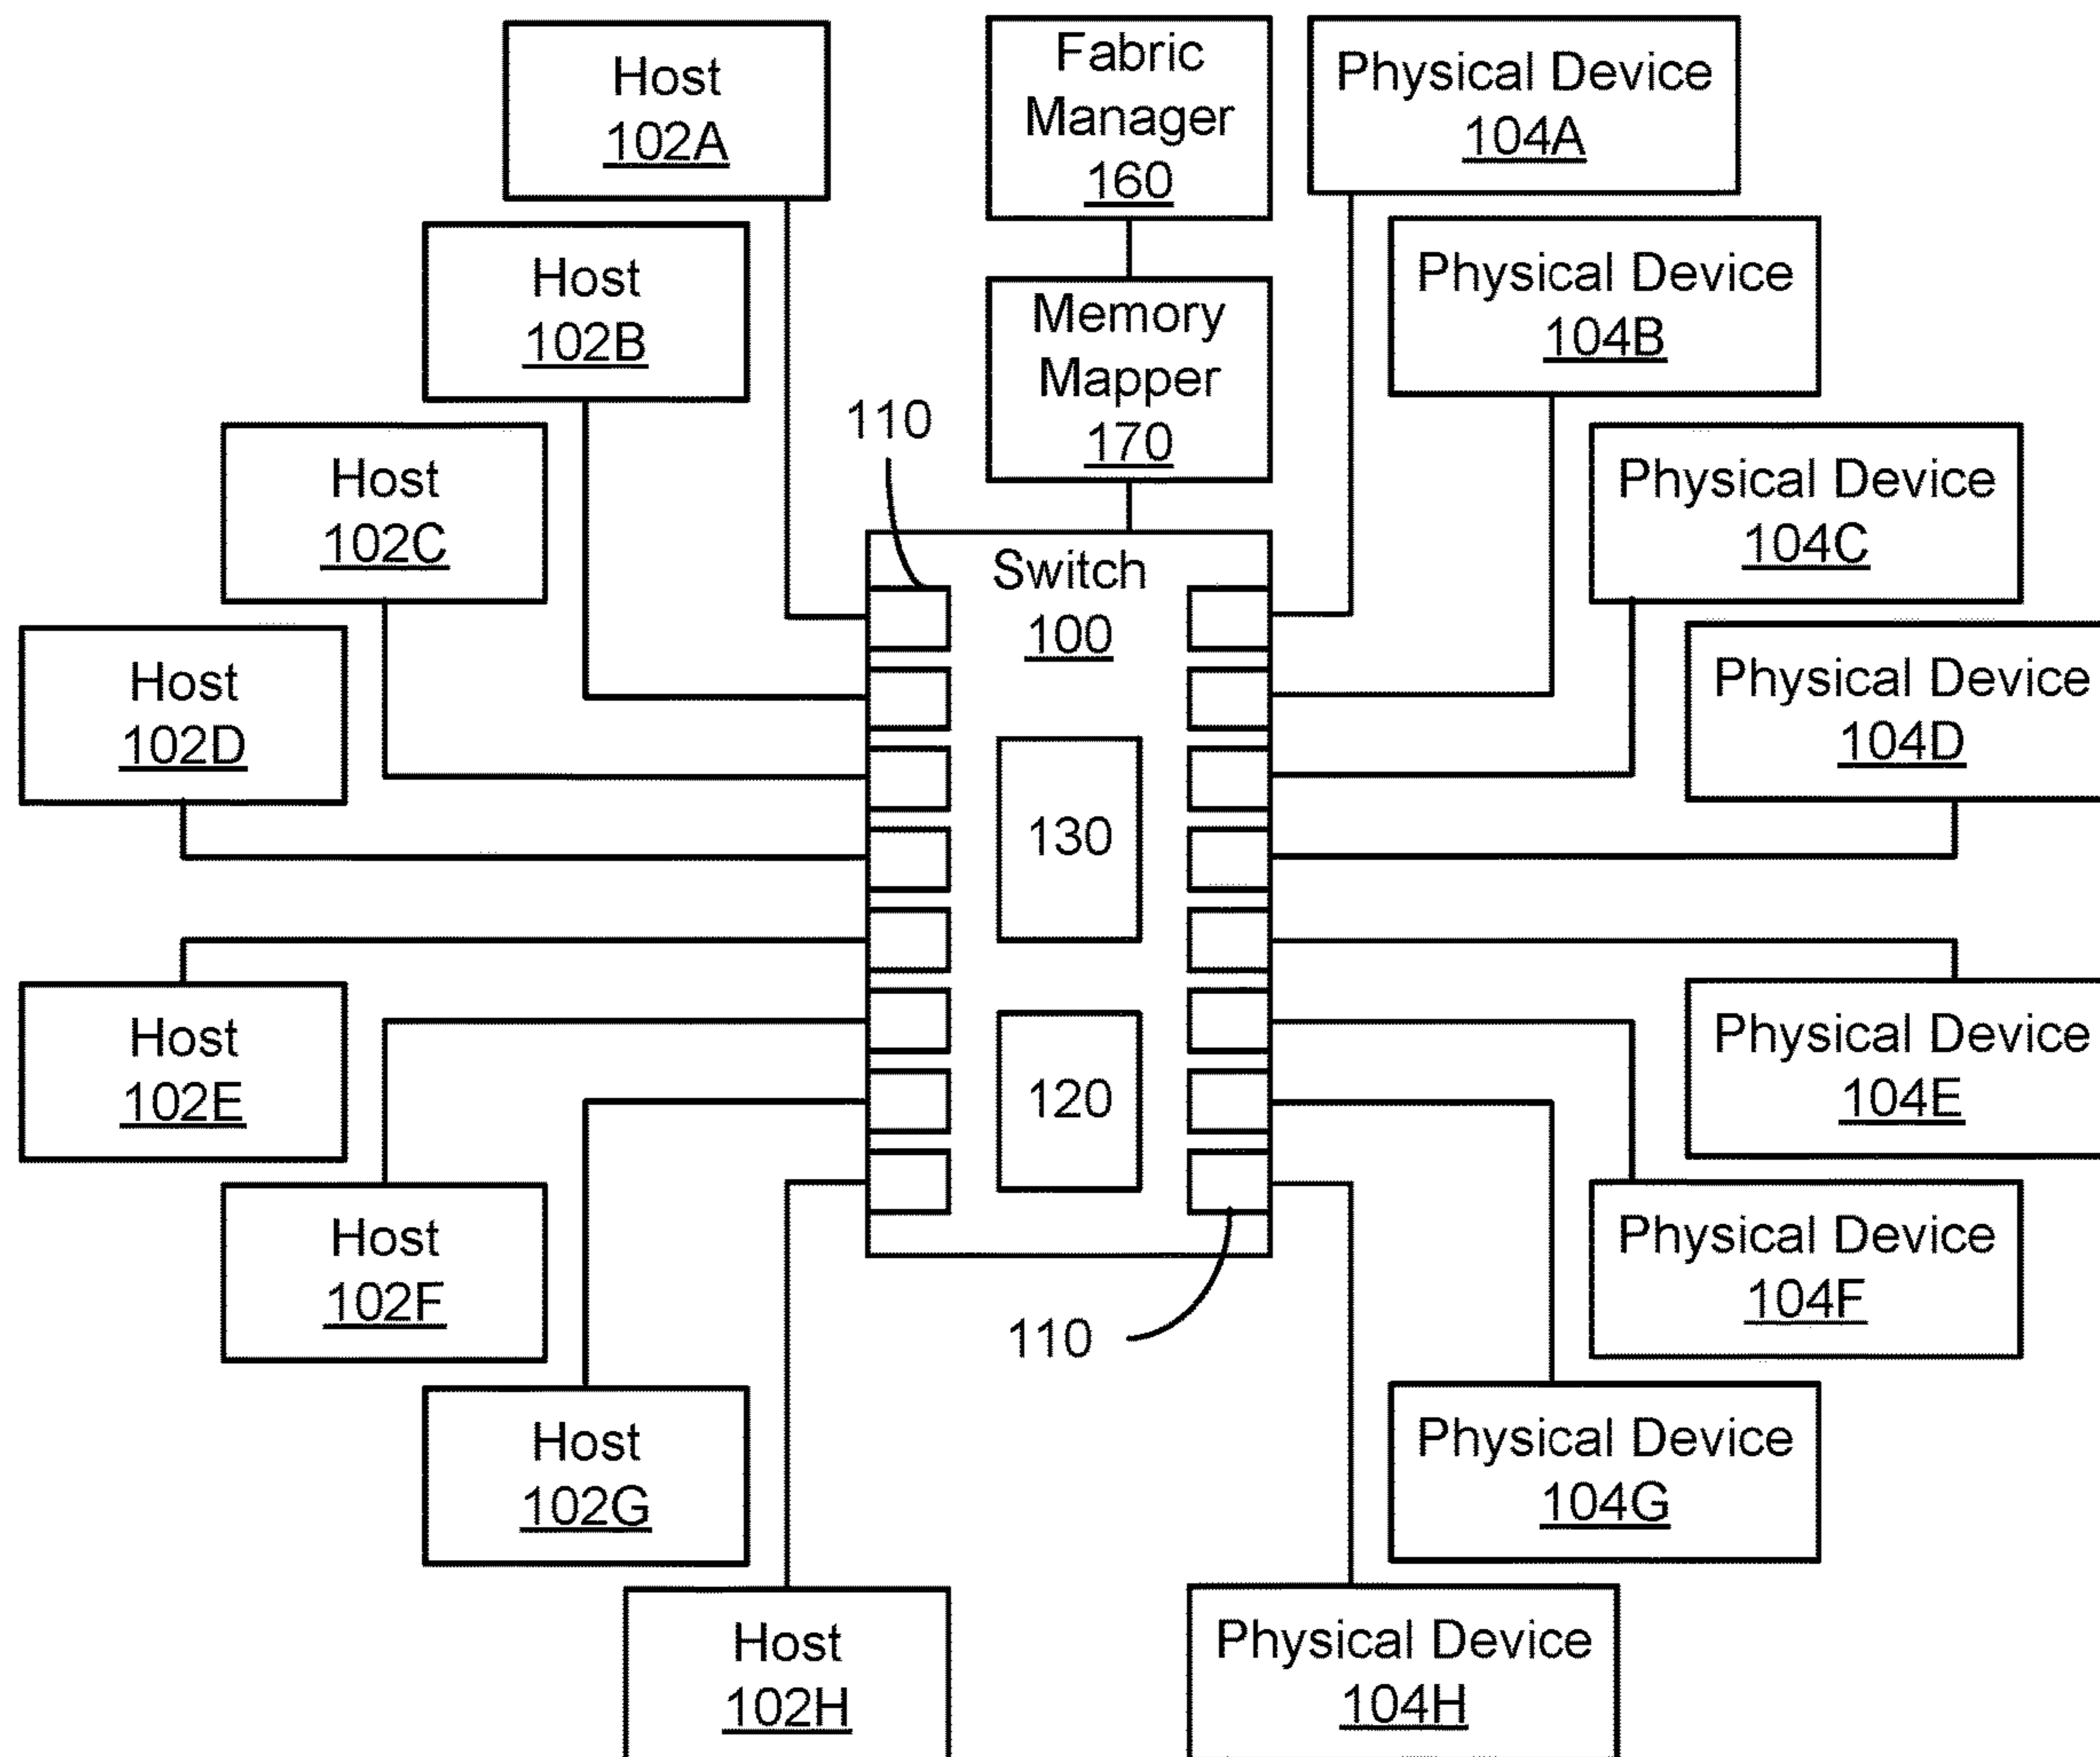 Host
102A
Fabric
Manager
160
Physical Device
104A
Host
102B
Physical Device
104B
Memory
Mapper
170
110
Host
102C
Physical Device
104C
Switch
100
Host
102D
Physical Device
104D
130
Host
102E
Physical Device
104E
120
Host
102F
Physical Device
104F
110
Host
102G
Physical Device
104G
Host
102H
Physical Device
104H